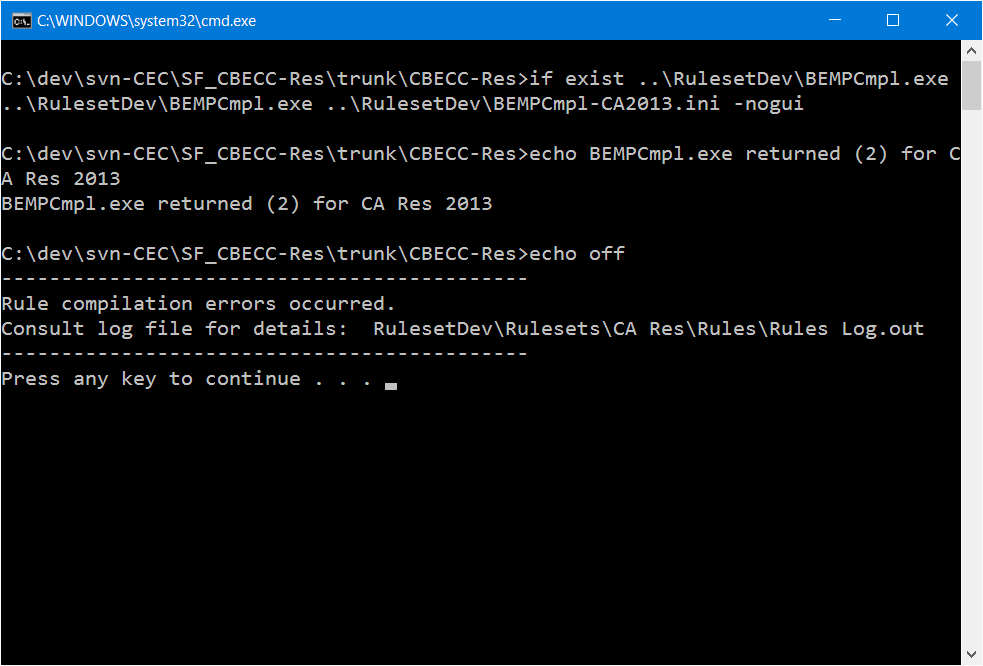 C:\WINDOWS\system32\cmd.exe
C:\dev\svn-CEC\SF_CBECC-Res\trunk\CBECC-Res>if exist ..\RulesetDev\BEMPCmpl.exe
..\RulesetDev\BEMPCmpl.exe ..\RulesetDev\BEMPCmpl-CA2013.ini -nogui
C:\dev\svn-CEC\SF_CBECC-Res\trunk\CBECC-Res>echo BEMPCmpl.exe returned (2) for C
A Res 2013
BEMPCmpl.exe returned (2) for CA Res 2013
C:\dev\svn-CEC\SF_CBECC-Res\trunk\CBECC-Res>echo off
--------------------------------------------
Rule compilation errors occurred.
Consult log file for details:  RulesetDev\Rulesets\CA Res\Rules\Rules Log.out
--------------------------------------------
Press any key to continue . . .